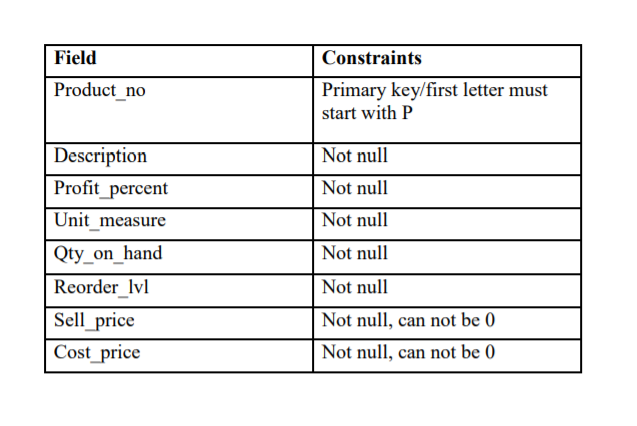 Field Constraints
Product_no Primary key/first letter must
start with P
Description Not null
Profit_percent Not null
Unit_measure Not null
Qty_on_hand Not null
Reorder_lvl Not null
Sell_price Not null, can not be 0
Cost_price Not null, can not be 0